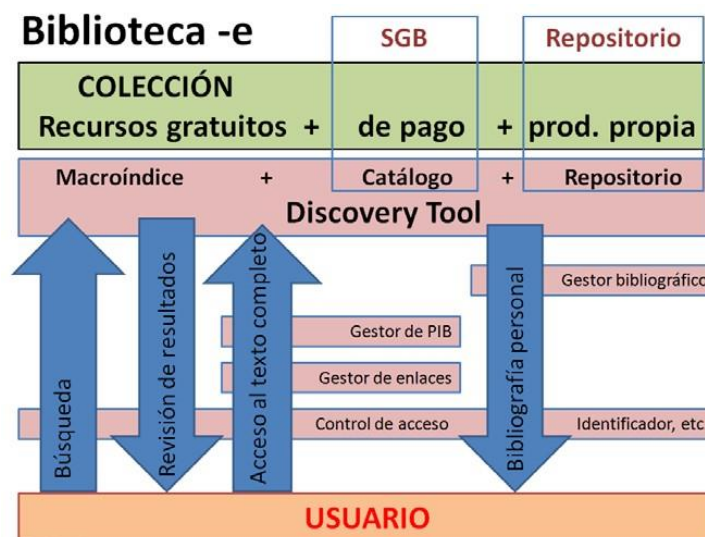 Biblioteca -e
SGB
Repositorio
COLECCIÓN
Recursos gratuitos + de pago + prod. propia
Macroíndice + Catálogo + Repositorio
Discovery Tool
Búsqueda
Revisión de resultados
Acceso al texto completo
Bibliografía personal
Gestor bibliográfico
Gestor de PIB
Gestor de enlaces
Control de acceso
Identificador, etc
USUARIO